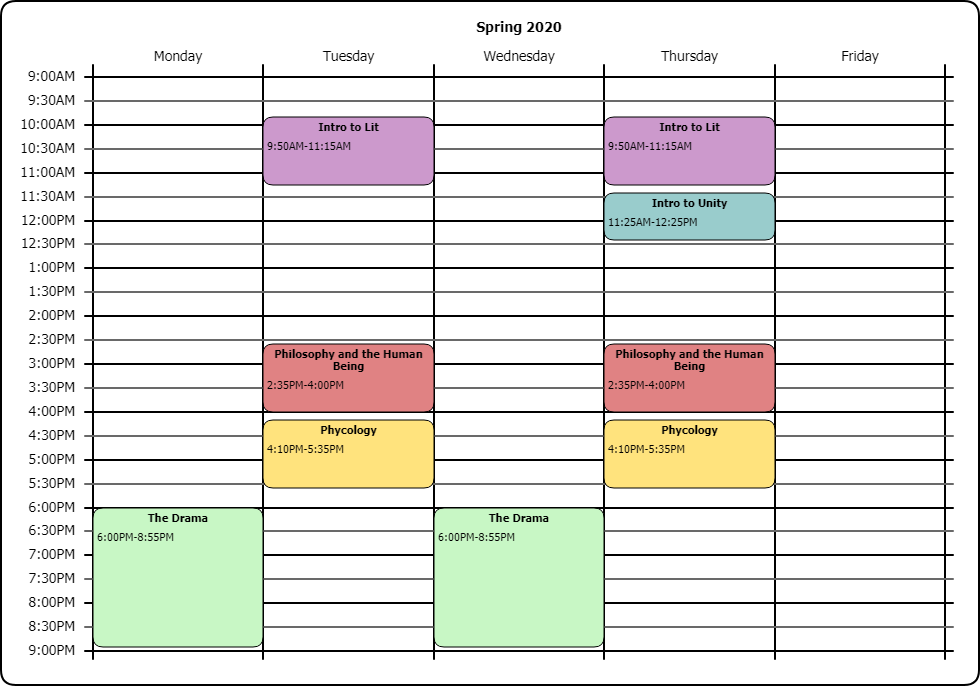 Spring 2020
Monday Tuesday Wednesday Thursday Friday
9:00AM
9:30AM
10:00AM
Intro to Lit Intro to Lit
10:30AM 9:50AM-11:15AM 9:50AM-11:15AM
11:00AM
11:30AM
Intro to Unity
12:00PM 11:25AM-12:25PM
12:30PM
1:00PM
1:30PM
2:00PM
2:30PM
Philosophy and the Human Philosophy and the Human
3:00PM Being Being
3:30PM 2:35PM-4:00PM 2:35PM-4:00PM
4:00PM
Phycology Phycology
4:30PM
4:10PM-5:35PM 4:10PM-5:35PM
5:00PM
5:30PM
6:00PM
The Drama The Drama
6:30PM
6:00PM-8:55PM 6:00PM-8:55PM
7:00PM
7:30PM
8:00PM
8:30PM
9:00PM